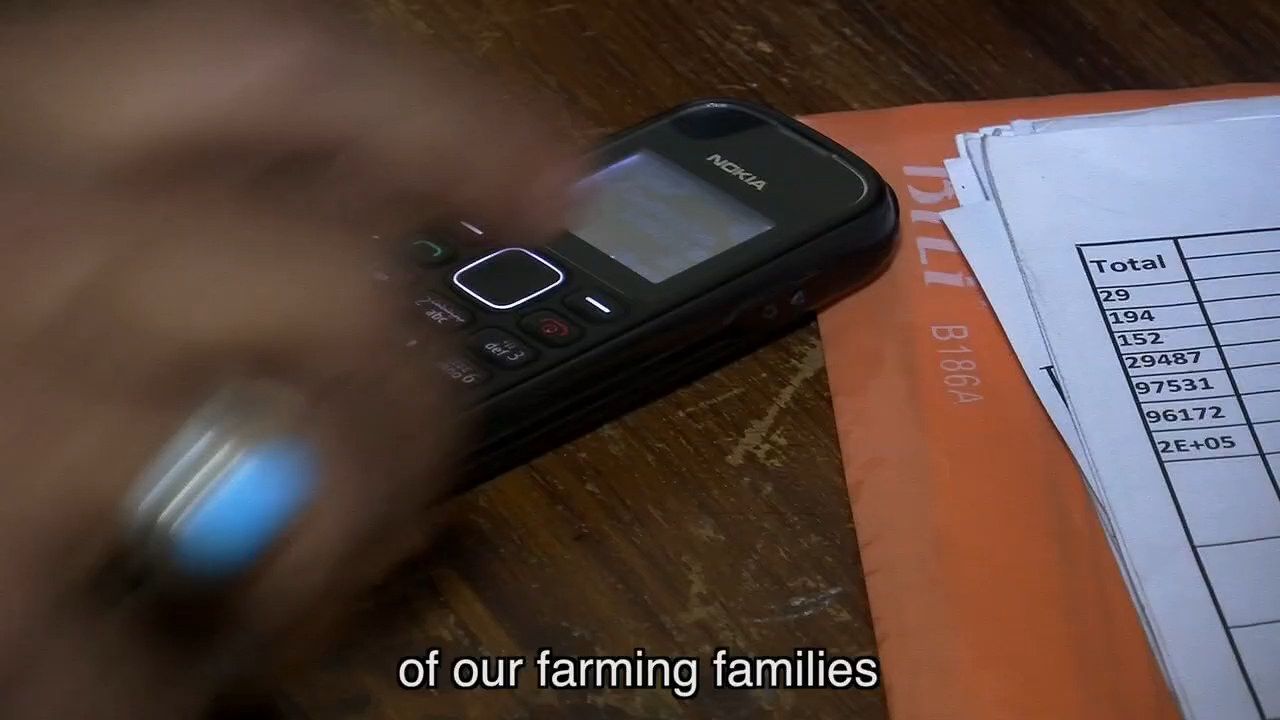 NOKIA
abc
def 3
B186A
Total
29
194
152
29487
97531
96172
2E+05
of our farming families